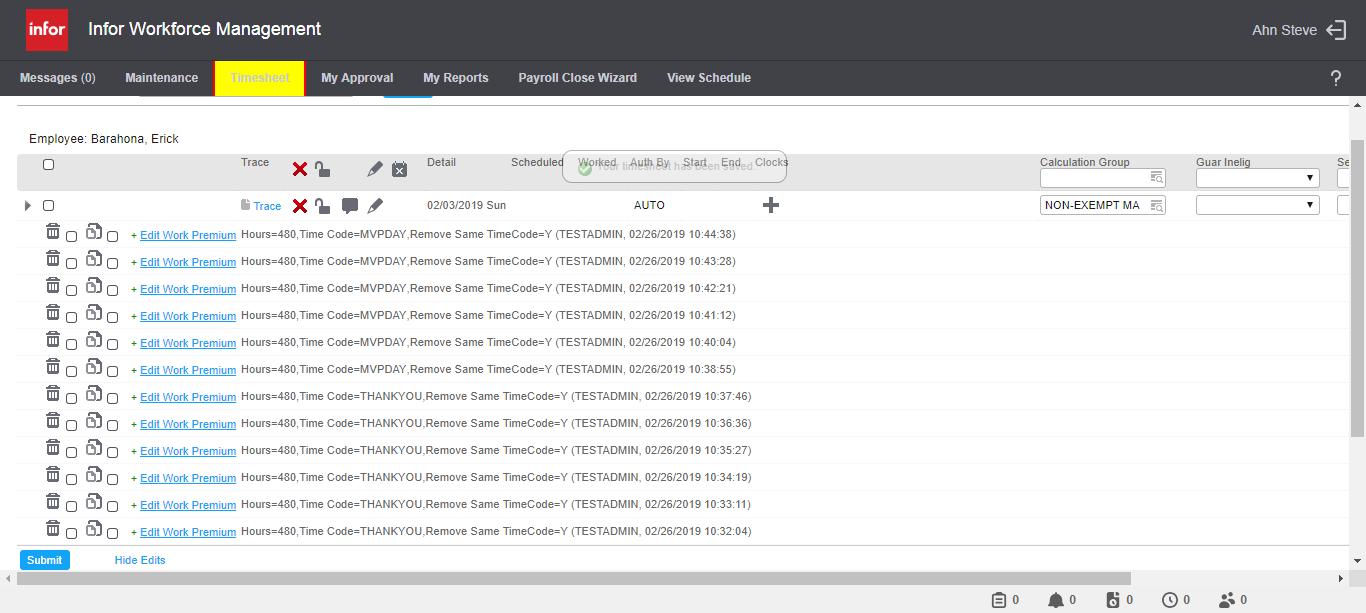 infor Infor Workforce Management Ahn Steve
Messages (0) Maintenance Timesheet My Approval My Reports Payroll Close Wizard View Schedule ?
Employee: Barahona, Erick
Trace Detail Scheduled Worked Auth By Start End Clocks Calculation Group Guar Inelig Se
Your timesheet has been saved.
Trace 02/03/2019 Sun AUTO NON-EXEMPT MA
+ Edit Work Premium Hours=480,Time Code=MVPDAY,Remove Same TimeCode=Y (TESTADMIN, 02/26/2019 10:44:38)
+ Edit Work Premium Hours=480,Time Code=MVPDAY,Remove Same TimeCode=Y (TESTADMIN, 02/26/2019 10:43:28)
+ Edit Work Premium Hours=480,Time Code=MVPDAY,Remove Same TimeCode=Y (TESTADMIN, 02/26/2019 10:42:21)
+ Edit Work Premium Hours=480,Time Code=MVPDAY,Remove Same TimeCode=Y (TESTADMIN, 02/26/2019 10:41:12)
+ Edit Work Premium Hours=480,Time Code=MVPDAY,Remove Same TimeCode=Y (TESTADMIN, 02/26/2019 10:40:04)
+ Edit Work Premium Hours=480,Time Code=MVPDAY,Remove Same TimeCode=Y (TESTADMIN, 02/26/2019 10:38:55)
+ Edit Work Premium Hours=480,Time Code=THANKYOU,Remove Same TimeCode=Y (TESTADMIN, 02/26/2019 10:37:46)
+ Edit Work Premium Hours=480,Time Code=THANKYOU,Remove Same TimeCode=Y (TESTADMIN, 02/26/2019 10:36:36)
+ Edit Work Premium Hours=480,Time Code=THANKYOU,Remove Same TimeCode=Y (TESTADMIN, 02/26/2019 10:35:27)
+ Edit Work Premium Hours=480,Time Code=THANKYOU,Remove Same TimeCode=Y (TESTADMIN, 02/26/2019 10:34:19)
+ Edit Work Premium Hours=480,Time Code=THANKYOU,Remove Same TimeCode=Y (TESTADMIN, 02/26/2019 10:33:11)
+ Edit Work Premium Hours=480,Time Code=THANKYOU,Remove Same TimeCode=Y (TESTADMIN, 02/26/2019 10:32:04)
Submit Hide Edits
0 0 0 0 0